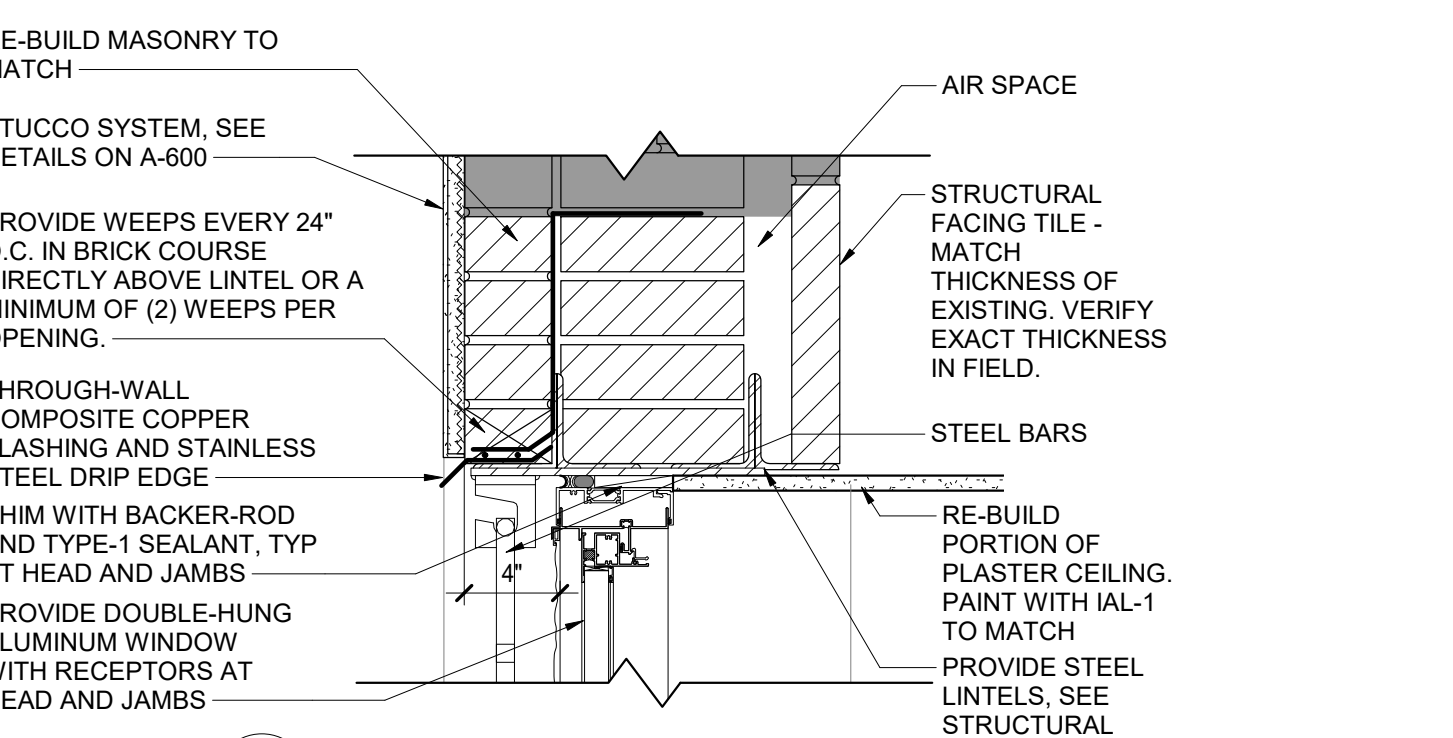 E-BUILD MASONRY TO
MATCH
TUCCO SYSTEM, SEE
ETAILS ON A-600
ROVIDE WEEPS EVERY 24"
.C. IN BRICK COURSE
IRECTLY ABOVE LINTEL OR A
MINIMUM OF (2) WEEPS PER
OPENING.
HROUGH-WALL
OMPOSITE COPPER
LASHING AND STAINLESS
TEEL DRIP EDGE
HIM WITH BACKER-ROD
ND TYPE-1 SEALANT, TYP
T HEAD AND JAMBS
ROVIDE DOUBLE-HUNG
LUMINUM WINDOW
WITH RECEPTORS AT
EAD AND JAMBS
4"
AIR SPACE
STRUCTURAL
FACING TILE -
MATCH
THICKNESS OF
EXISTING. VERIFY
EXACT THICKNESS
IN FIELD.
STEEL BARS
RE-BUILD
PORTION OF
PLASTER CEILING.
PAINT WITH IAL-1
TO MATCH
PROVIDE STEEL
LINTELS, SEE
STRUCTURAL